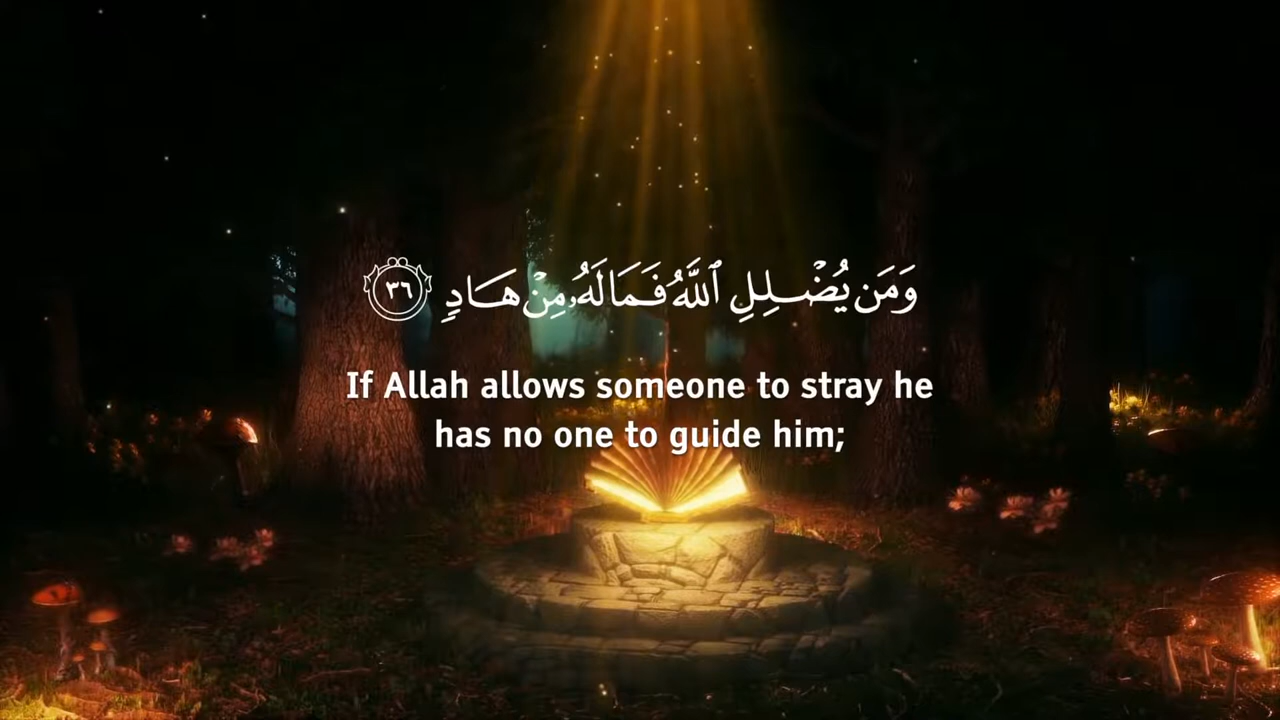 وَمَن يُضْلِلِ ٱللَّهُ فَمَا لَهُۥ مِنْ هَادٍ ٣٦
If Allah allows someone to stray he
has no one to guide him;